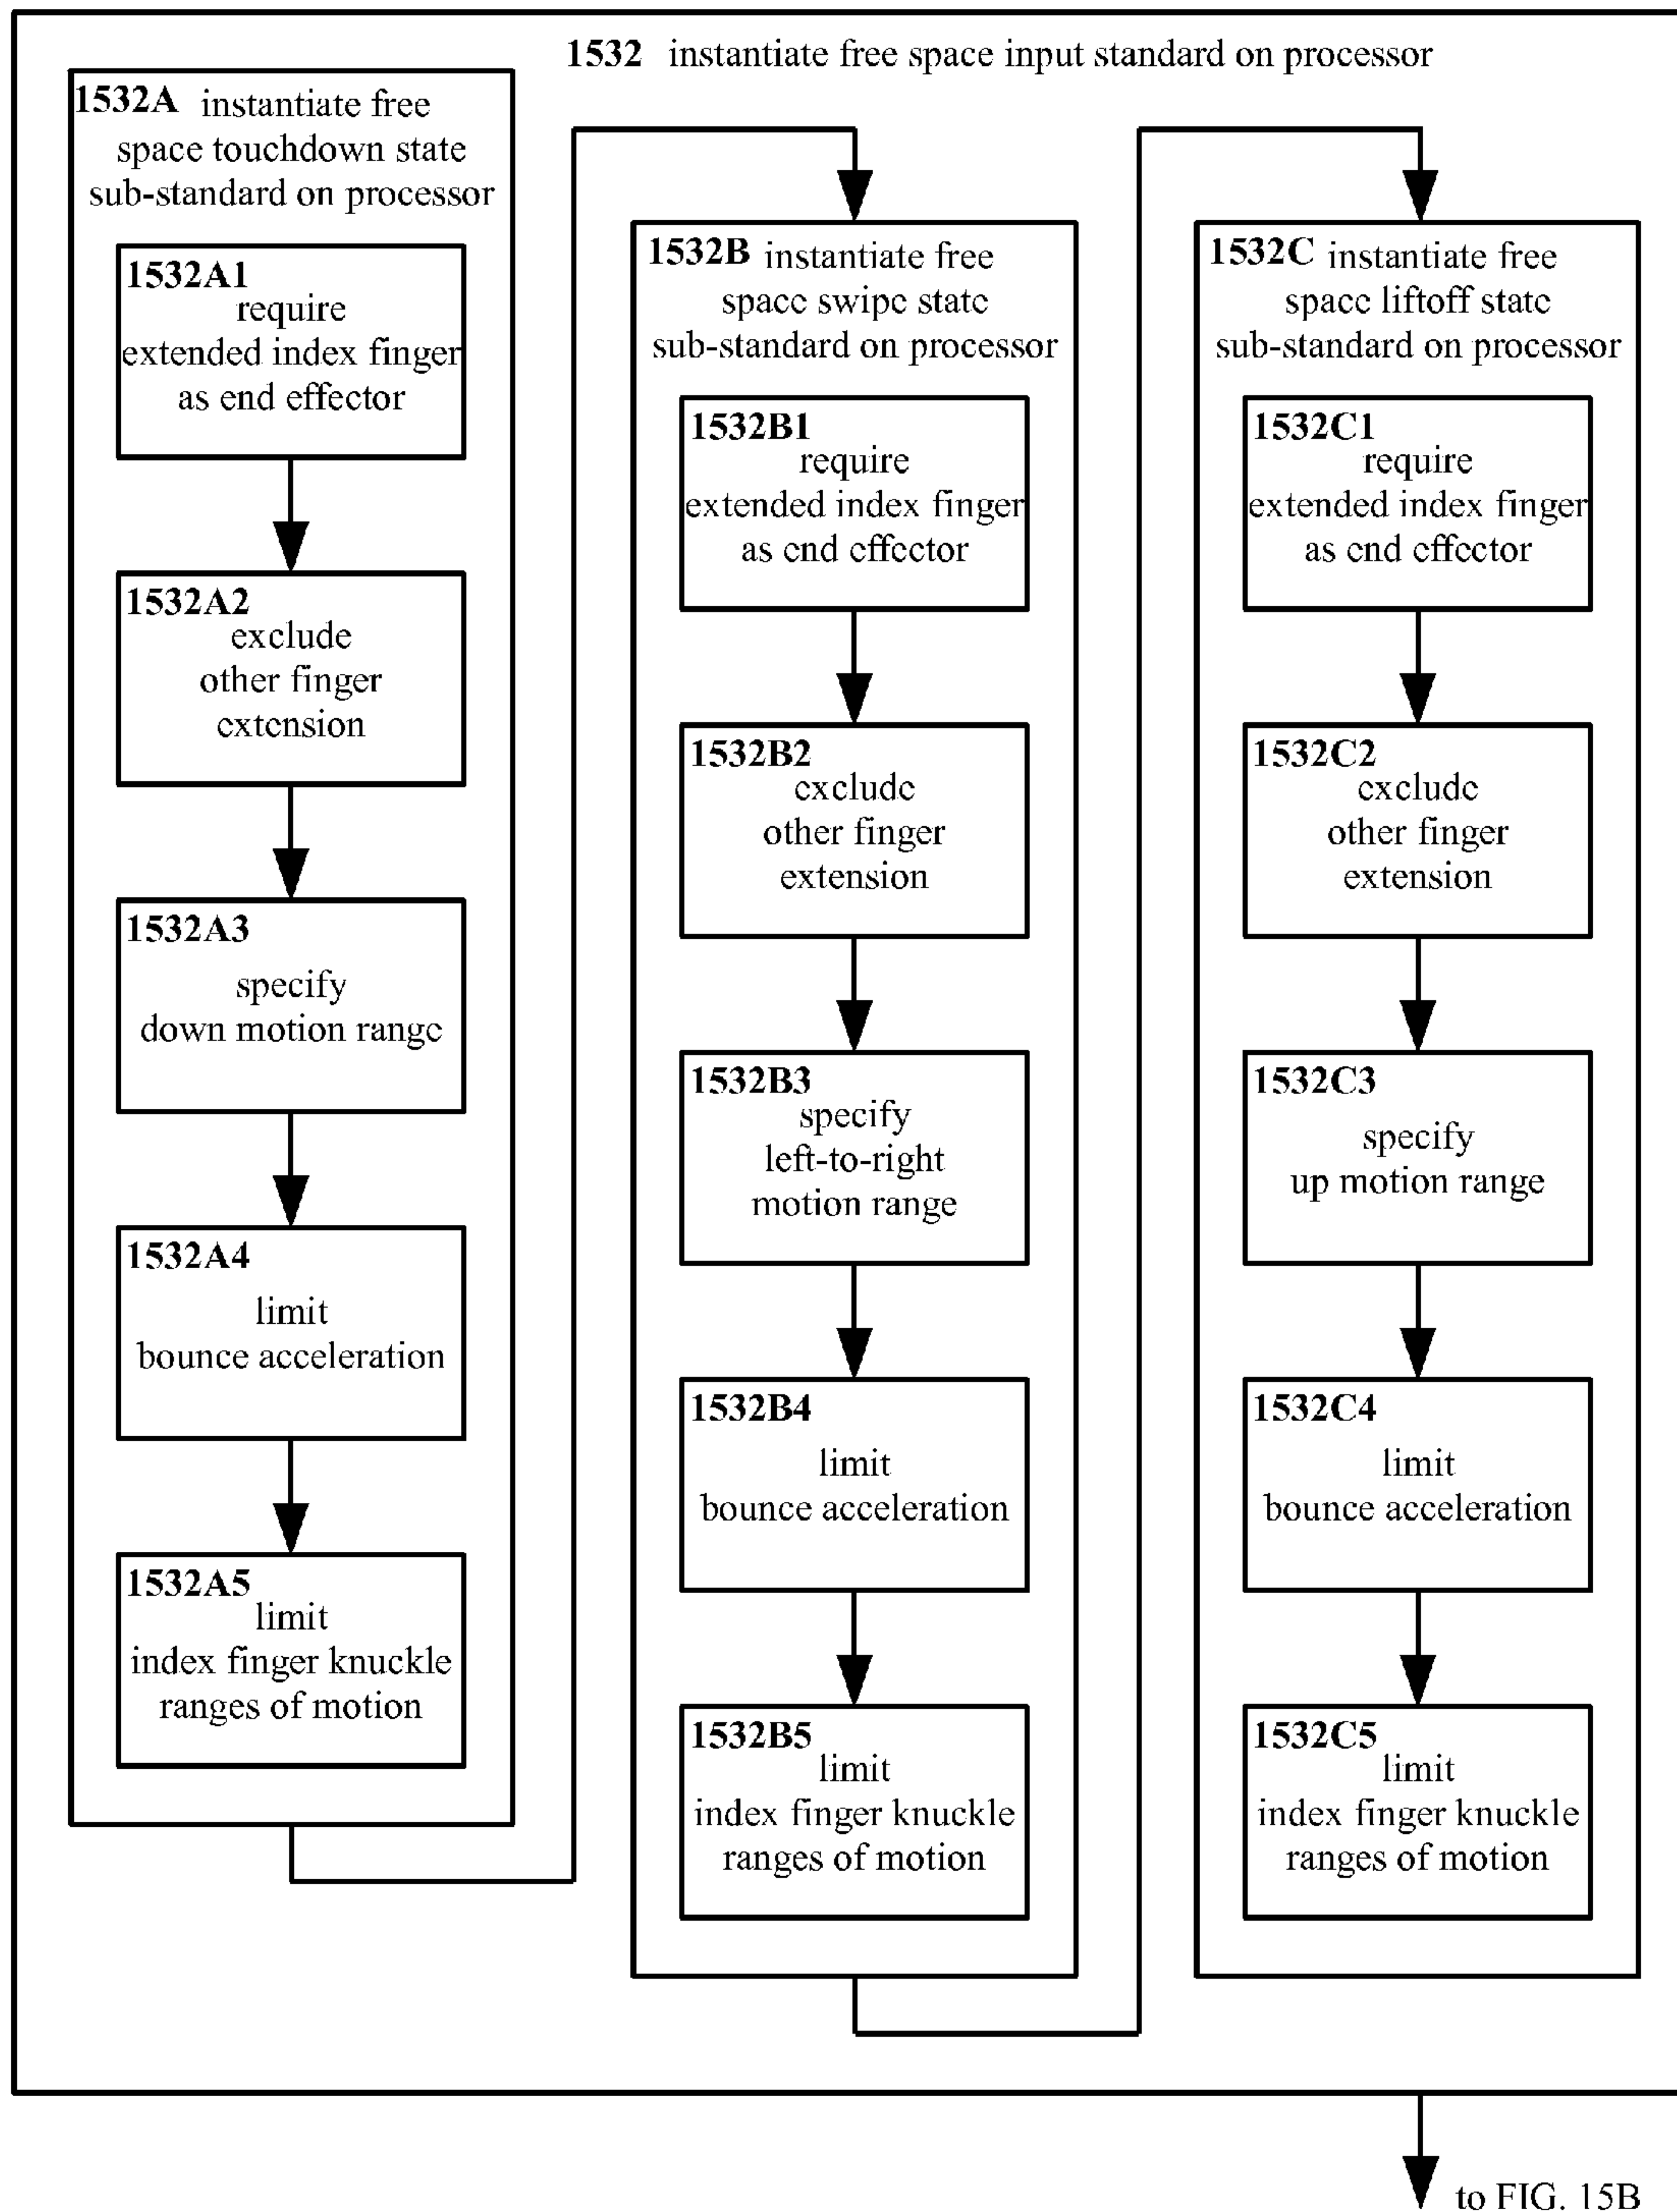 1532 instantiate free space input standard on processor
1532A instantiate free
space touchdown state
sub-standard on processor
1532A1
require
extended index finger
as end effector
1532A2
exclude
other finger
extension
1532A3
specify
down motion range
1532A4
limit
bounce acceleration
1532A5
limit
index finger knuckle
ranges of motion
1532B instantiate free
space swipe state
sub-standard on processor
1532B1
require
extended index finger
as end effector
1532B2
exclude
other finger
extension
1532B3
specify
left-to-right
motion range
1532B4
limit
bounce acceleration
1532B5
limit
index finger knuckle
ranges of motion
1532C instantiate free
space liftoff state
sub-standard on processor
1532C1
require
extended index finger
as end effector
1532C2
exclude
other finger
extension
1532C3
specify
up motion range
1532C4
limit
bounce acceleration
1532C5
limit
index finger knuckle
ranges of motion
to FIG. 15B